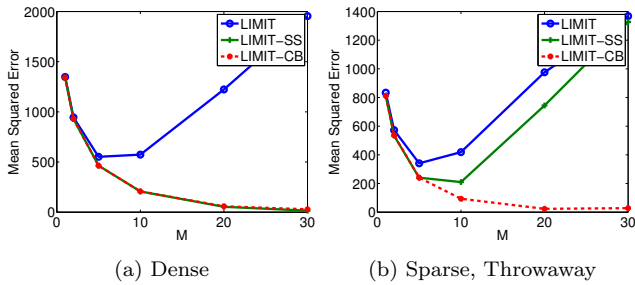 2000
1500
1000
500
0
Mean Squared Error
0 10 20 30
M
LIMIT
LIMIT-SS
LIMIT-CB
(a) Dense
1400
1200
1000
800
600
400
200
0
Mean Squared Error
0 10 20 30
M
LIMIT
LIMIT-SS
LIMIT-CB
(b) Sparse, Throwaway